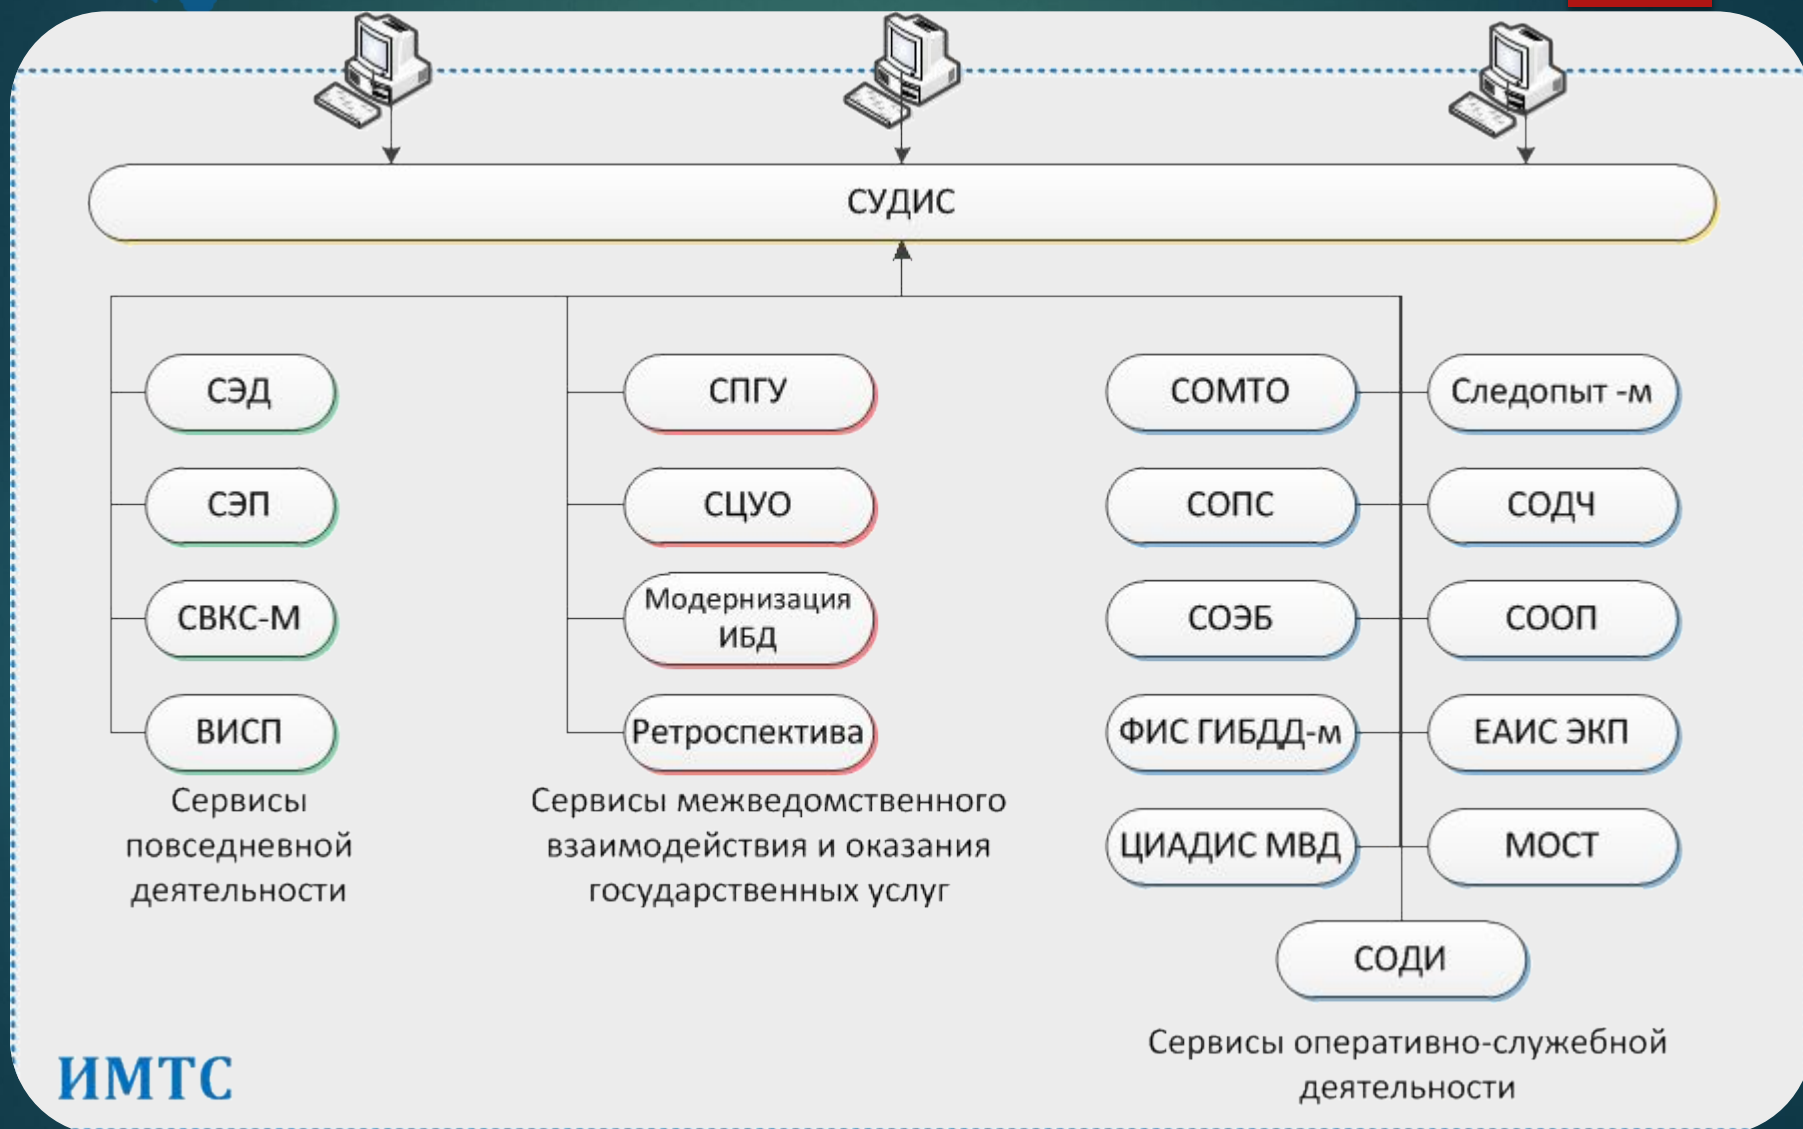 СУДИС
СЭД
СЭП
СВКС-М
ВИСП
Сервисы
повседневной
деятельности
СПГУ
СЦУО
Модернизация
ИБД
Ретроспектива
Сервисы межведомственного
взаимодействия и оказания
государственных услуг
СОМТО
Следопыт -м
СОПС
СОДЧ
СОЭБ
СООП
ФИС ГИБДД-м
ЕАИС ЭКП
ЦИАДИС МВД
МОСТ
СОДИ
Сервисы оперативно-служебной
деятельности
ИМТС